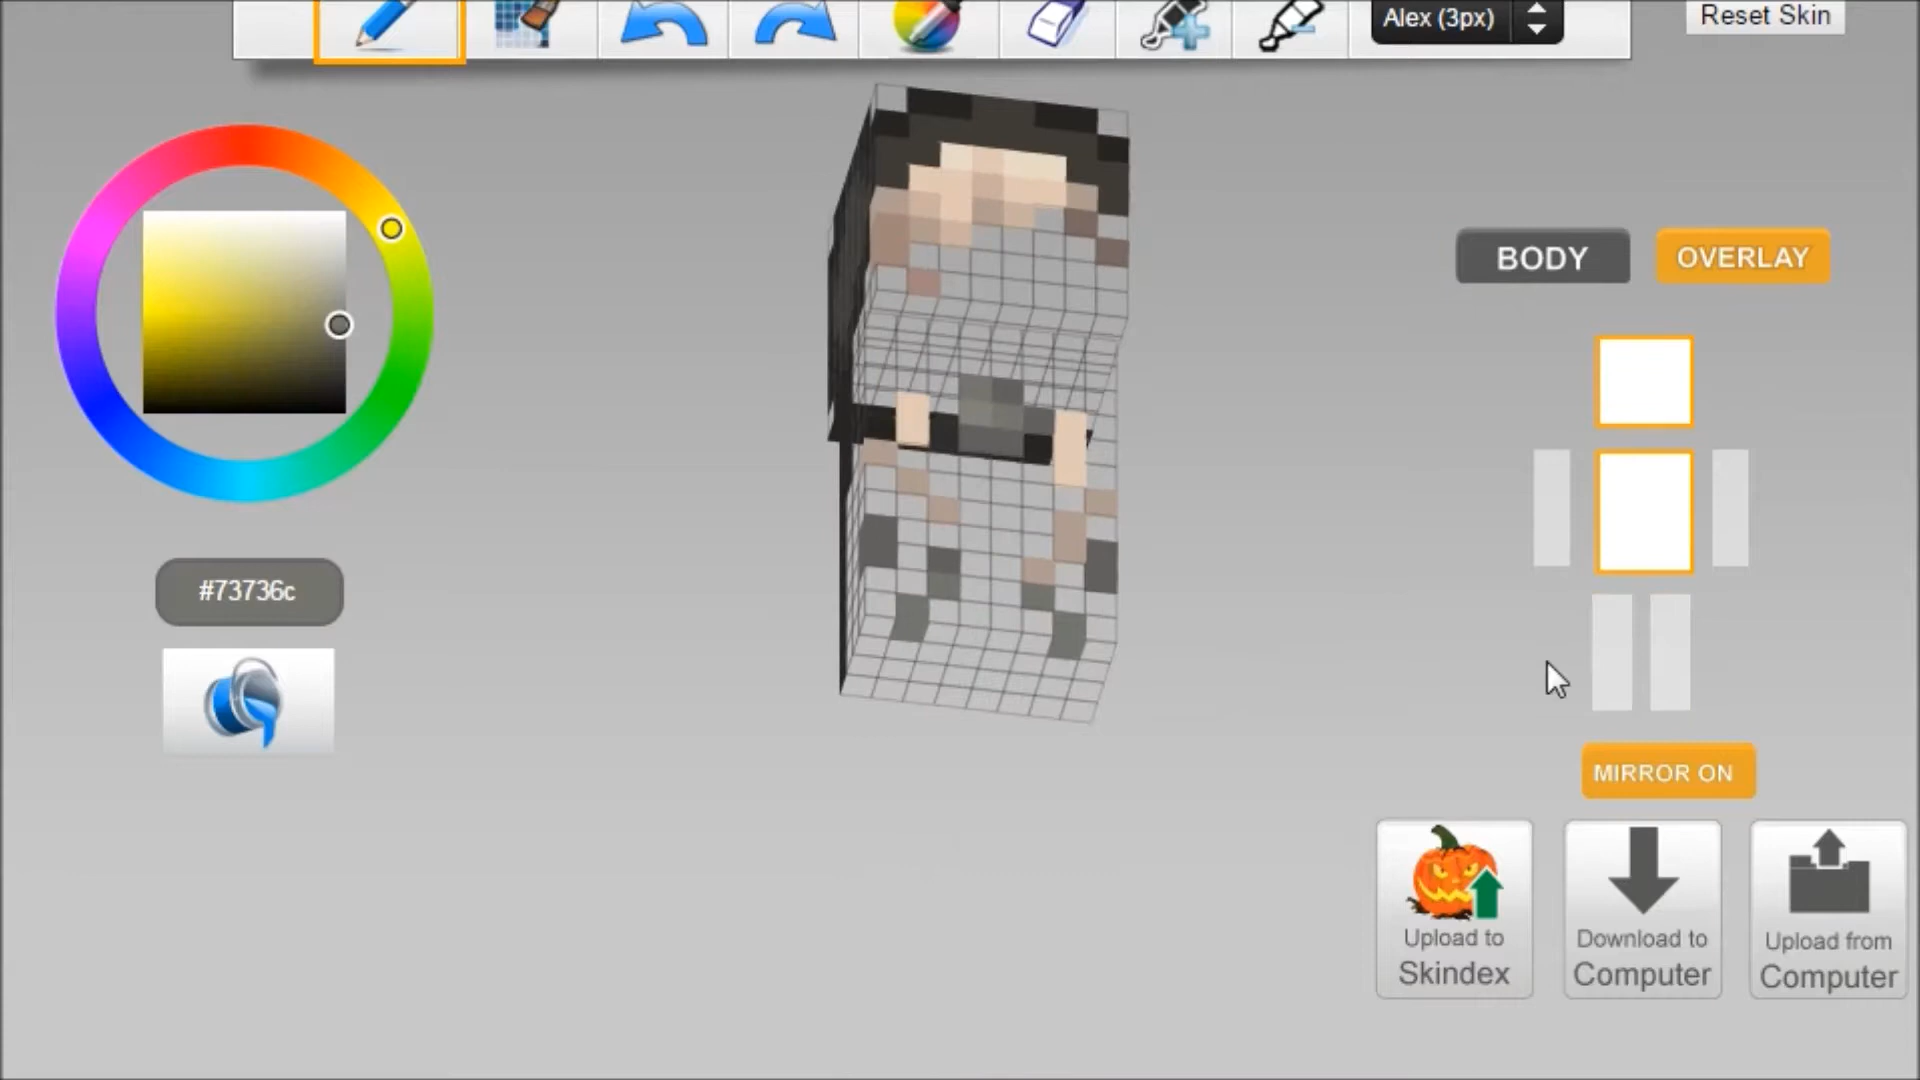 Alex (3px)
Reset Skin
BODY
OVERLAY
#73736c
MIRROR ON
Upload to
Skindex
Download to
Computer
Upload from
Computer